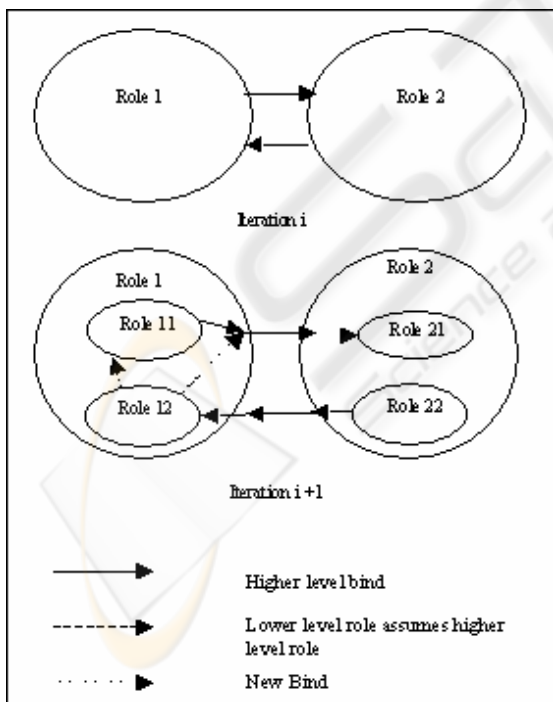 Role 1
Role 2
Iteration i
Role 1
Role 2
Role 11
Role 21
Role 12
Role 22
Iteration i+1
Higher level bind
Lower level role assumes higher
level role
New Bind